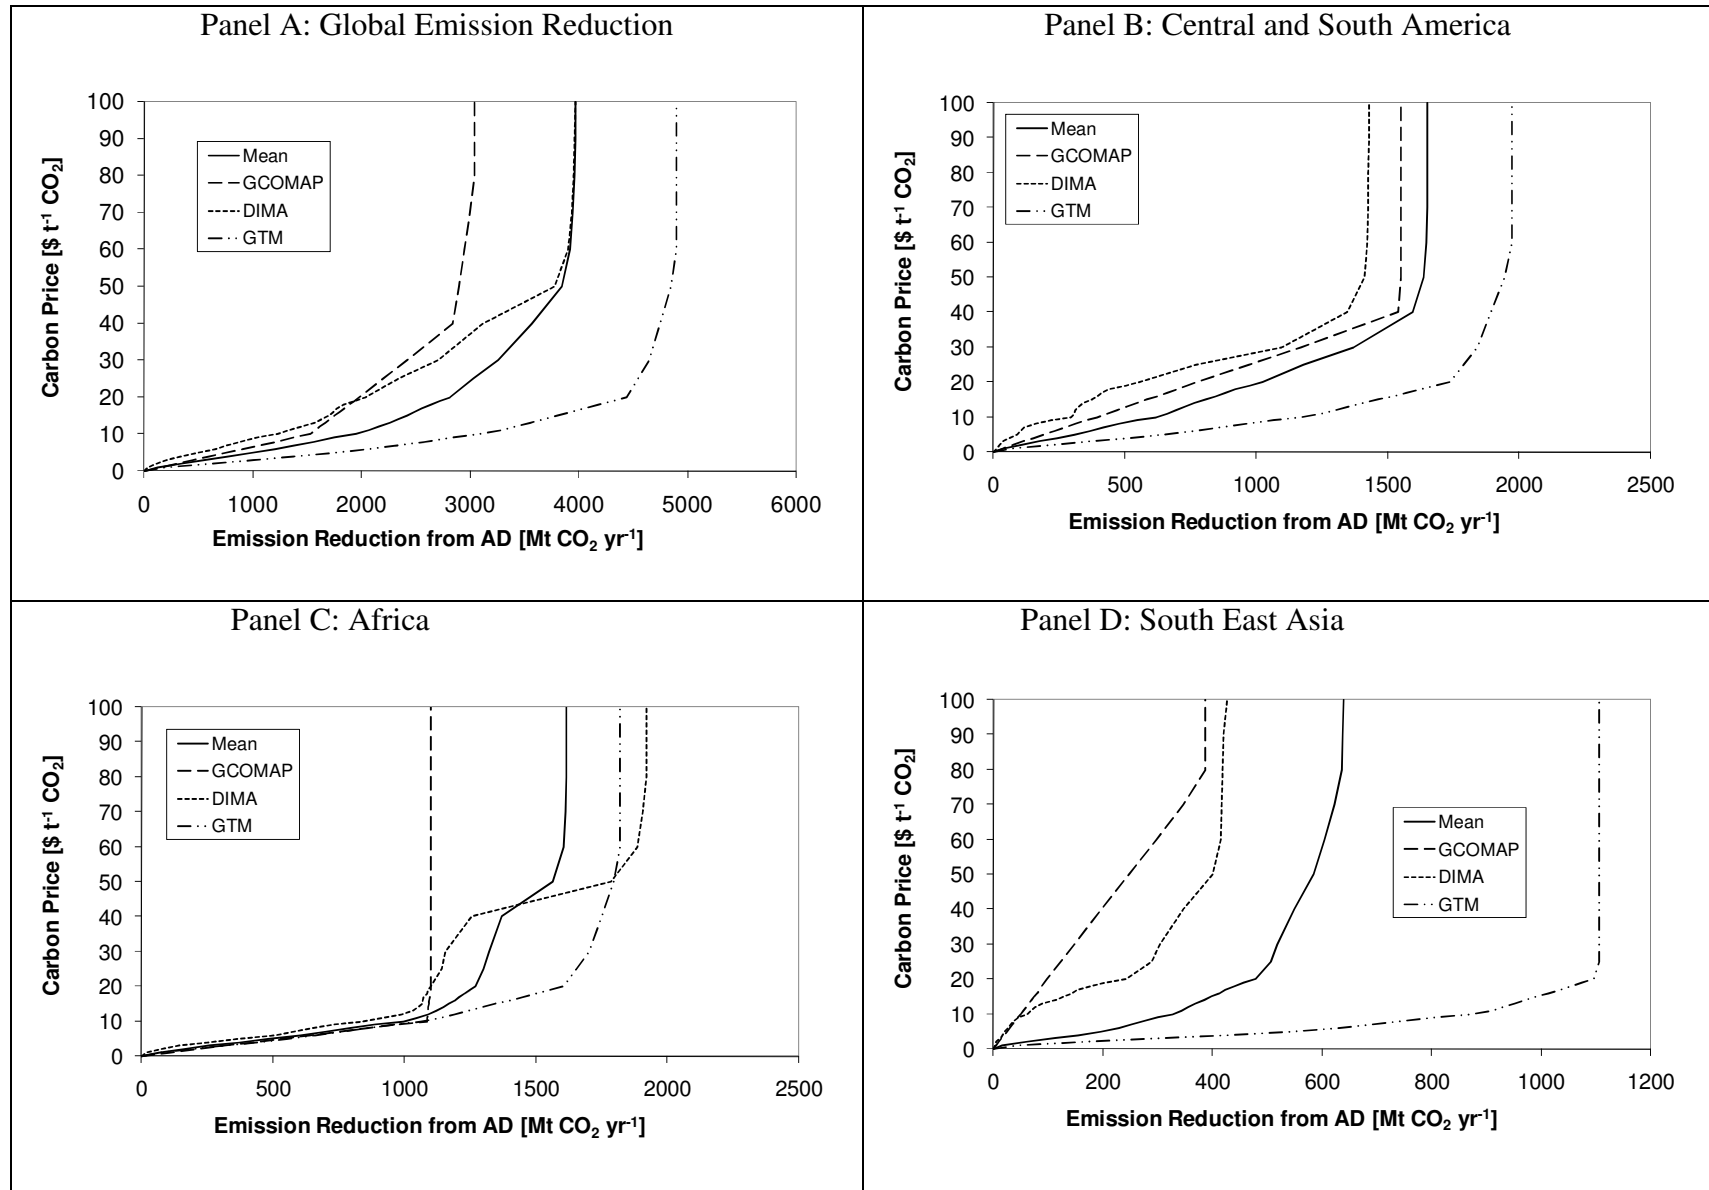 Panel A: Global Emission Reduction
Carbon Price [$ t⁻¹ CO₂]
100
90
80
70
60
50
40
30
20
10
0
Mean
GCOMAP
DIMA
GTM
0 1000 2000 3000 4000 5000 6000
Emission Reduction from AD [Mt CO₂ yr⁻¹]
Panel B: Central and South America
Carbon Price [$ t⁻¹ CO₂]
100
90
80
70
60
50
40
30
20
10
0
Mean
GCOMAP
DIMA
GTM
0 500 1000 1500 2000 2500
Emission Reduction from AD [Mt CO₂ yr⁻¹]
Panel C: Africa
Carbon Price [$ t⁻¹ CO₂]
100
90
80
70
60
50
40
30
20
10
0
Mean
GCOMAP
DIMA
GTM
0 500 1000 1500 2000 2500
Emission Reduction from AD [Mt CO₂ yr⁻¹]
Panel D: South East Asia
Carbon Price [$ t⁻¹ CO₂]
100
90
80
70
60
50
40
30
20
10
0
Mean
GCOMAP
DIMA
GTM
0 200 400 600 800 1000 1200
Emission Reduction from AD [Mt CO₂ yr⁻¹]